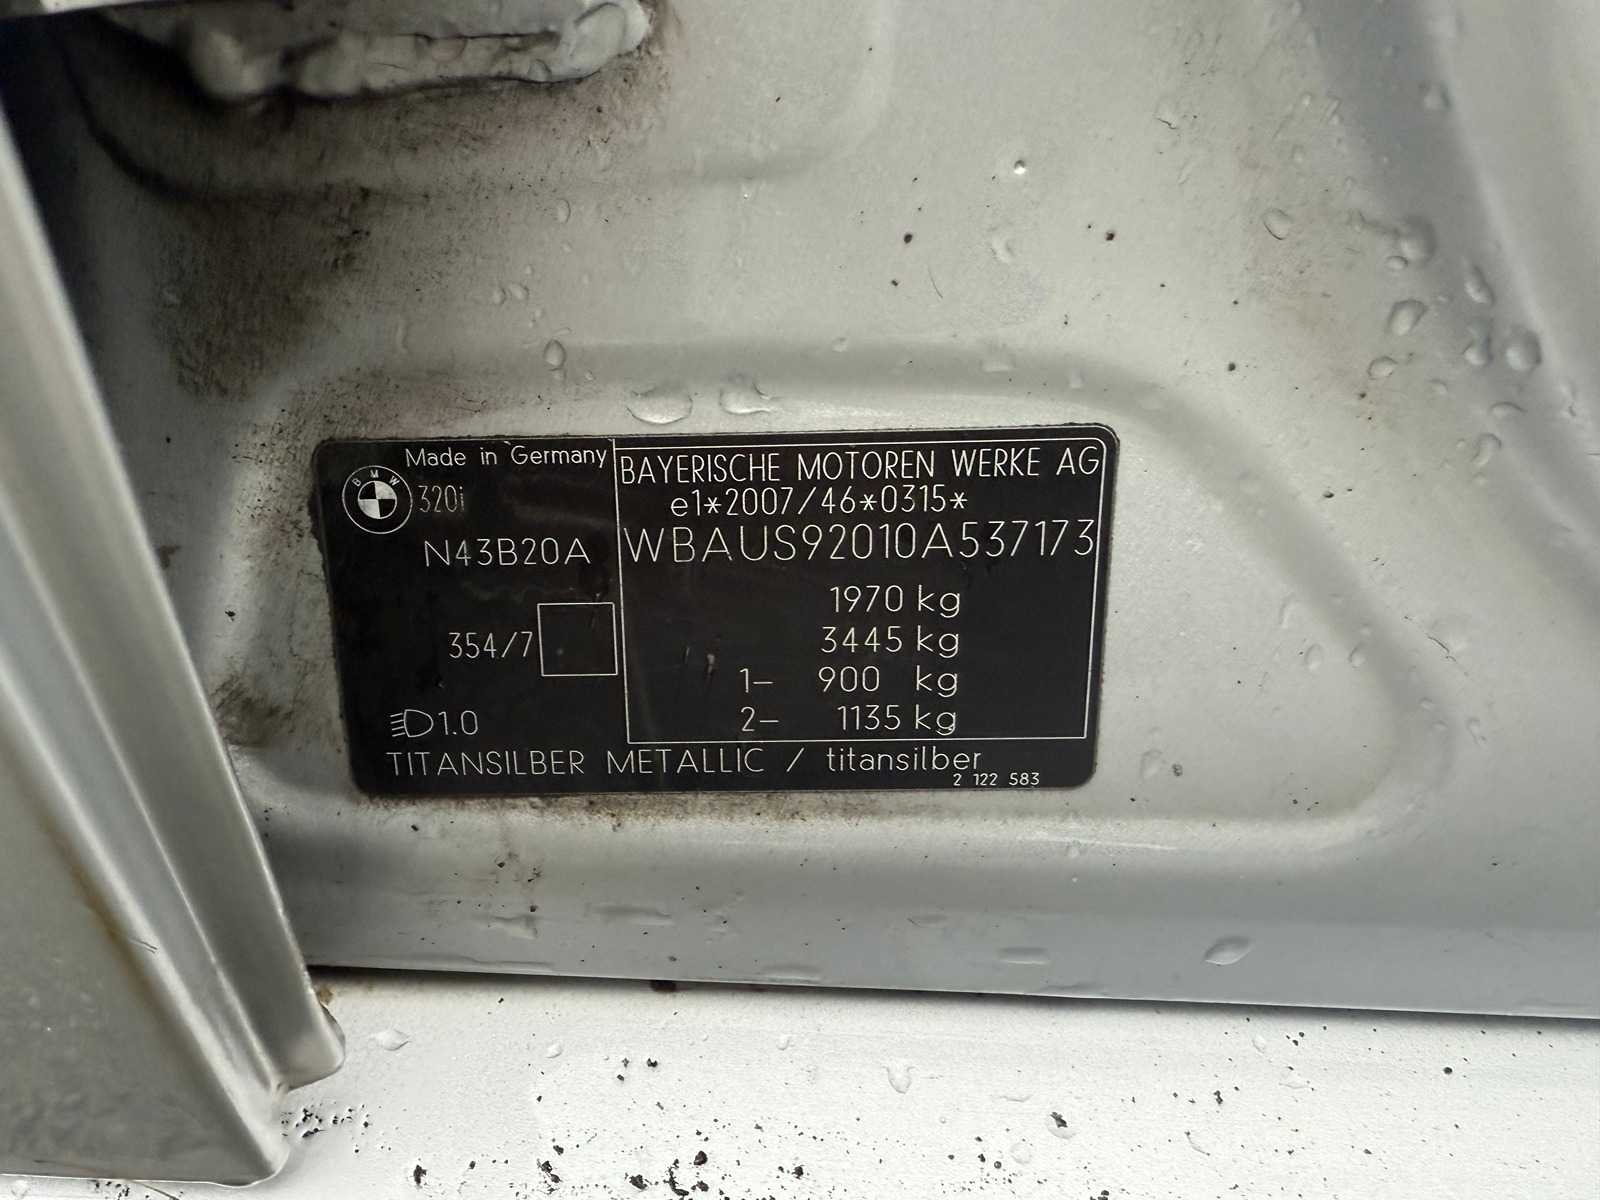 Made in Germany
BMW
320i
N43B20A
354/7
1.0
BAYERISCHE MOTOREN WERKE AG
e1*2007/46*0315*
WBAUS92010A537173
1970 kg
3445 kg
1- 900 kg
2- 1135 kg
TITANSILBER METALLIC / titansilber
2 122 583